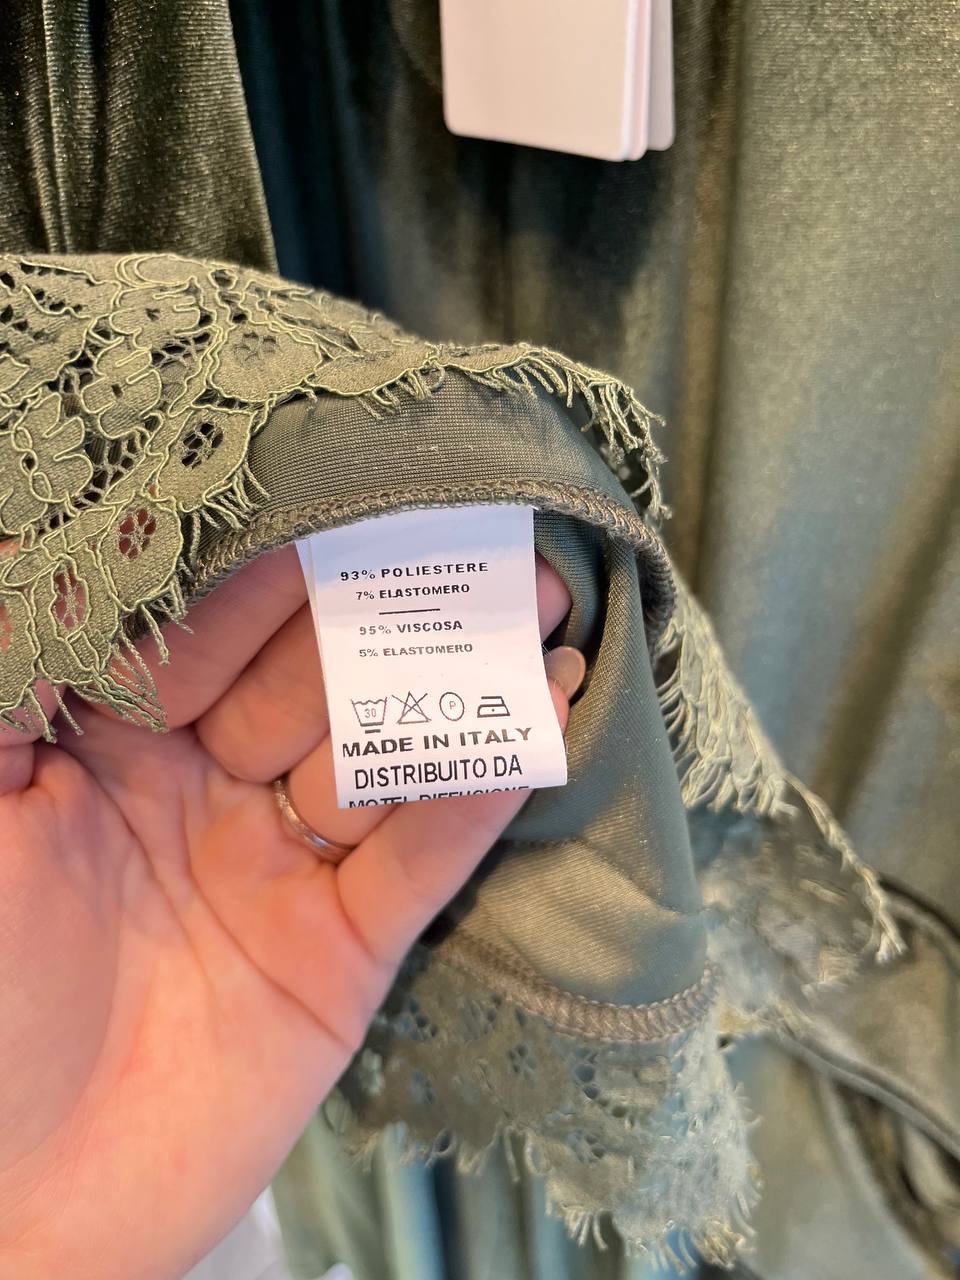 93% POLIESTERE
7% ELASTOMERO
95% VISCOSA
5% ELASTOMERO
30 P
MADE IN ITALY
DISTRIBUITO DA